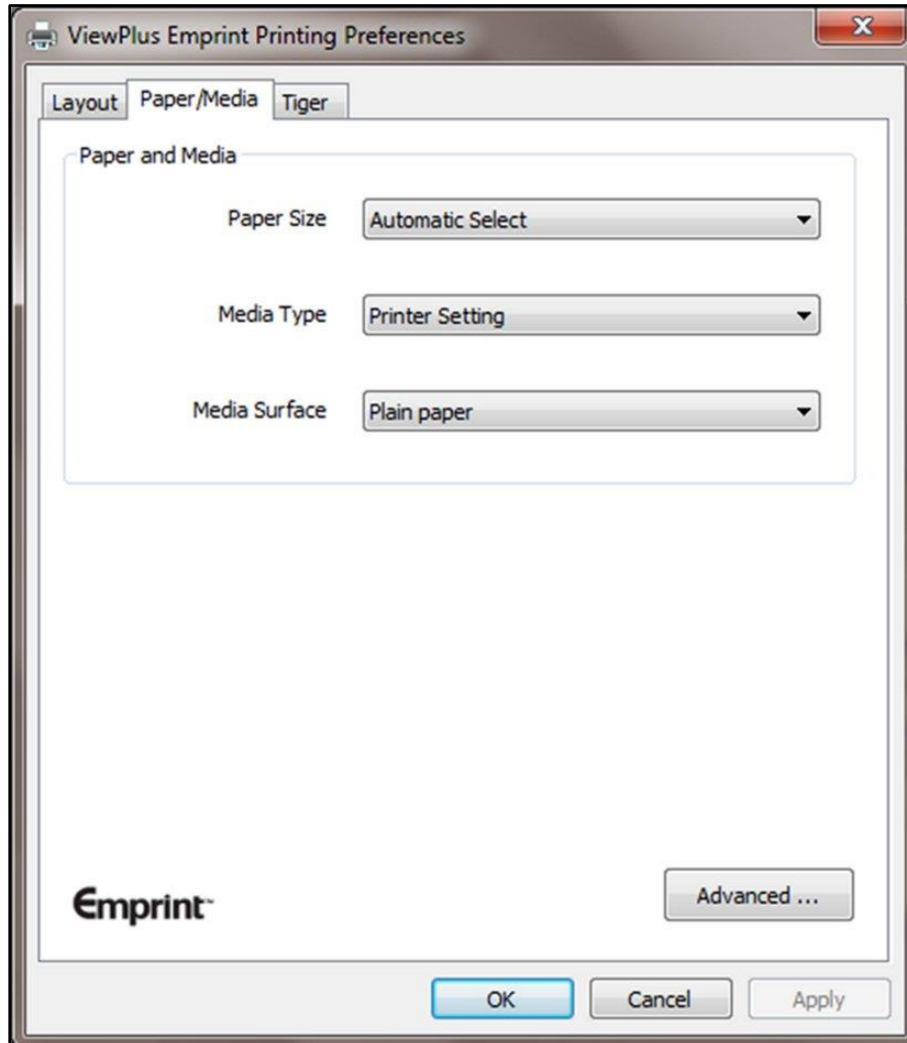 ViewPlus Emprint Printing Preferences
Layout Paper/Media Tiger
Paper and Media
Paper Size Automatic Select
Media Type Printer Setting
Media Surface Plain paper
Emprint™ Advanced ...
OK Cancel Apply